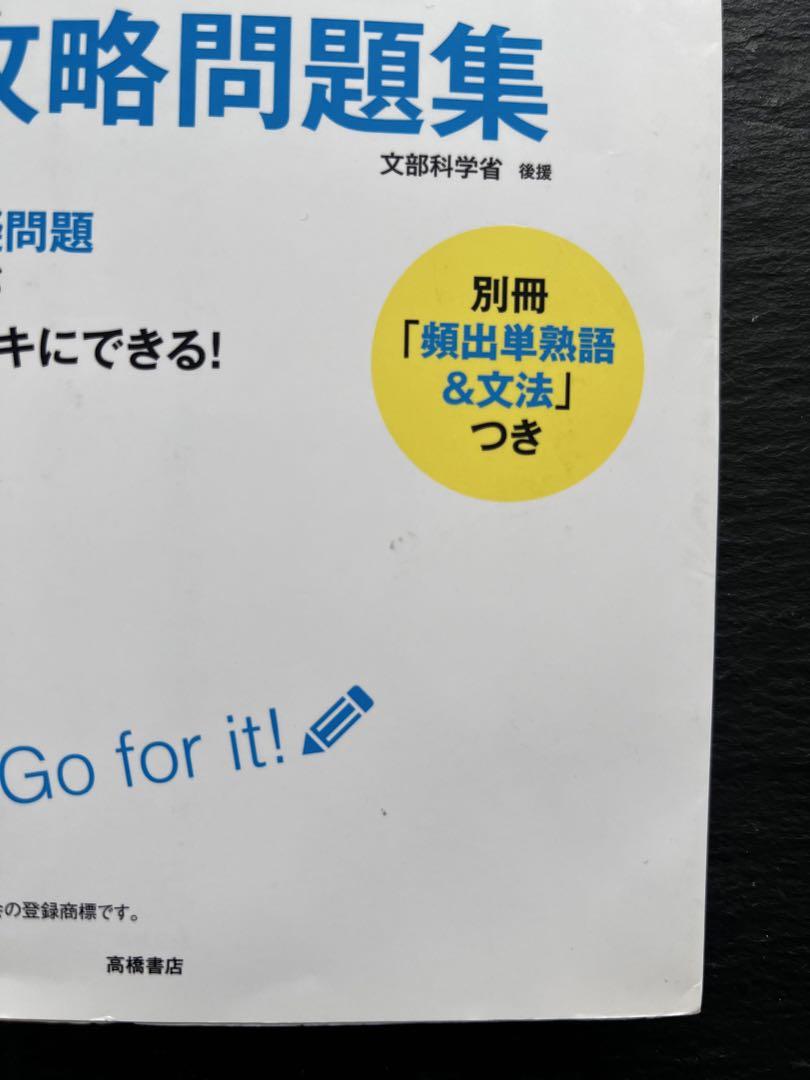 攻略問題集
文部科学省 後援
問題
キにできる!
別冊
「頻出単熟語
&文法」
つき
Go for it!
の登録商標です。
高橋書店